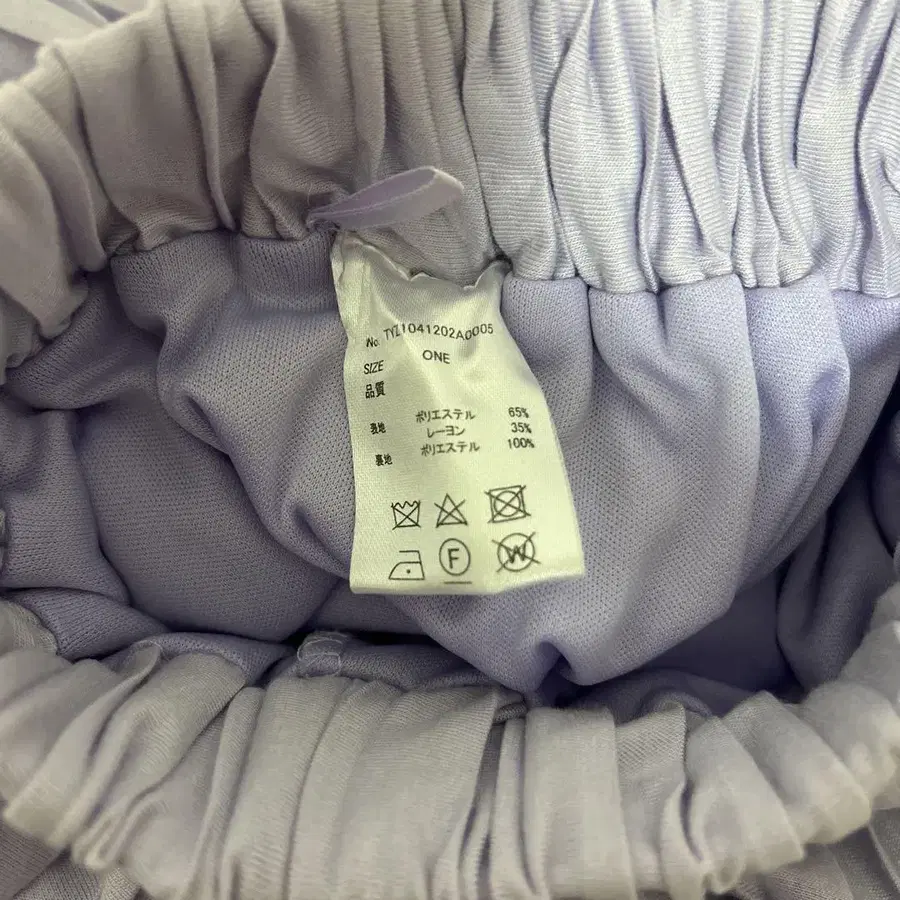 No. TYZ1041202A0005
SIZE ONE
品質
表地 ポリエステル 65%
レーヨン 35%
裏地 ポリエステル 100%
F W